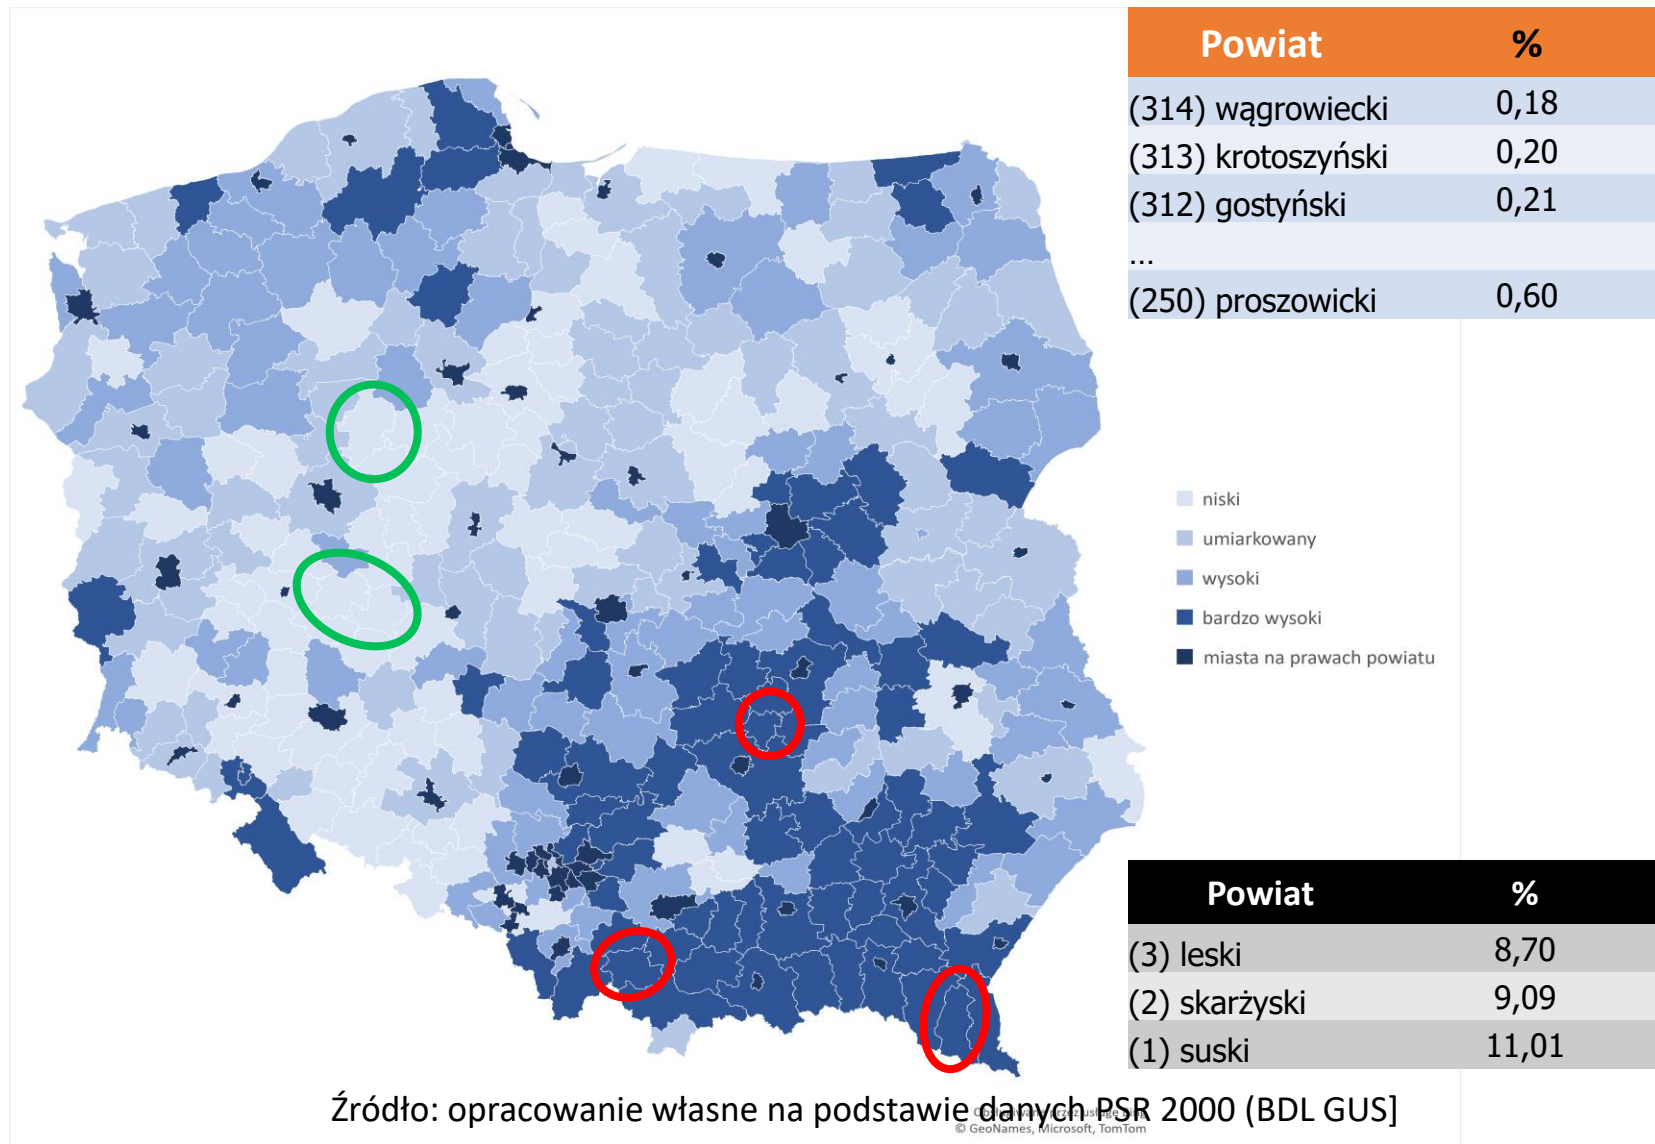 Powiat %
(314) wągrowiecki 0,18
(313) krotoszyński 0,20
(312) gostyński 0,21
...
(250) proszowicki 0,60
niski
umiarkowany
wysoki
bardzo wysoki
miasta na prawach powiatu
Powiat %
(3) leski 8,70
(2) skarżyski 9,09
(1) suski 11,01
Źródło: opracowanie własne na podstawie danych PSR 2000 (BDL GUS]
© GeoNames, Microsoft, TomTom